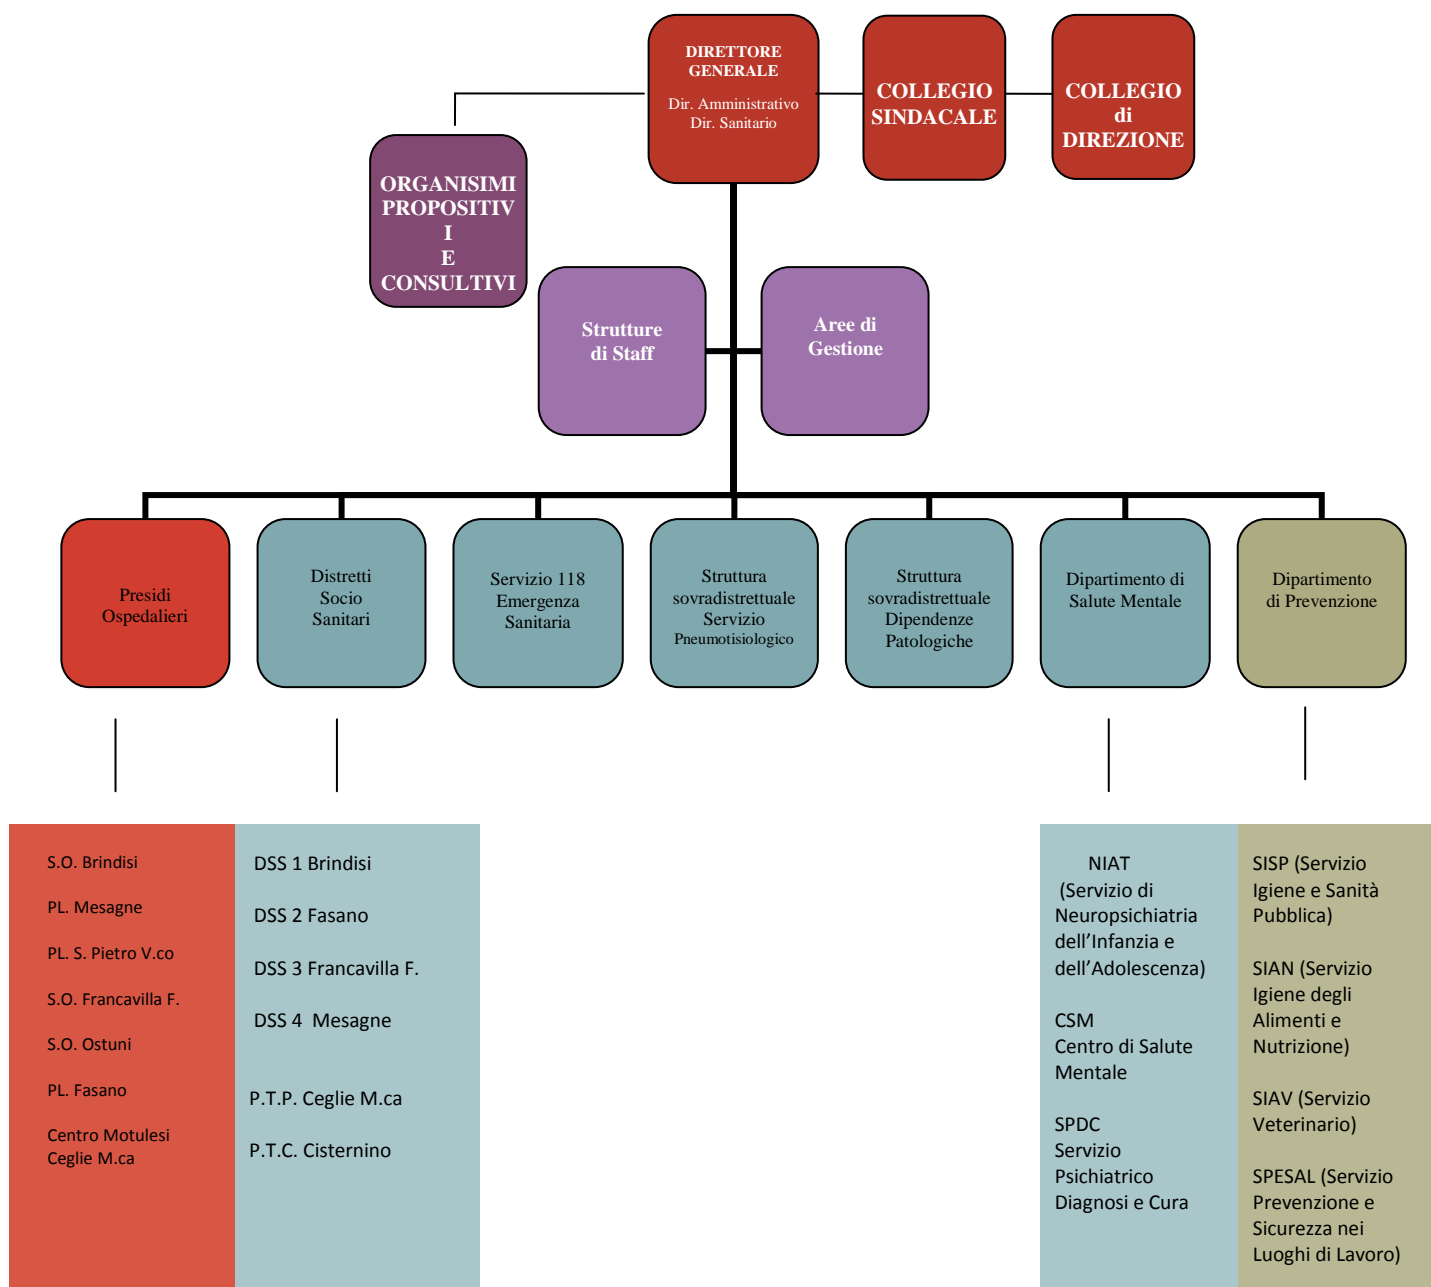 DIRETTORE
GENERALE
Dir. Amministrativo
Dir. Sanitario
COLLEGIO
SINDACALE
COLLEGIO
di
DIREZIONE
ORGANISIMI
PROPOSITIV
I
E
CONSULTIVI
Strutture
di Staff
Aree di
Gestione
Presidi
Ospedalieri
Distretti
Socio
Sanitari
Servizio 118
Emergenza
Sanitaria
Struttura
sovradistrettuale
Servizio
Pneumotisiologico
Struttura
sovradistrettuale
Dipendenze
Patologiche
Dipartimento di
Salute Mentale
Dipartimento
di Prevenzione
S.O. Brindisi
PL. Mesagne
PL. S. Pietro V.co
S.O. Francavilla F.
S.O. Ostuni
PL. Fasano
Centro Motulesi
Ceglie M.ca
DSS 1 Brindisi
DSS 2 Fasano
DSS 3 Francavilla F.
DSS 4  Mesagne
P.T.P. Ceglie M.ca
P.T.C. Cisternino
NIAT
(Servizio di
Neuropsichiatria
dell’Infanzia e
dell’Adolescenza)
CSM
Centro di Salute
Mentale
SPDC
Servizio
Psichiatrico
Diagnosi e Cura
SISP (Servizio
Igiene e Sanità
Pubblica)
SIAN (Servizio
Igiene degli
Alimenti e
Nutrizione)
SIAV (Servizio
Veterinario)
SPESAL (Servizio
Prevenzione e
Sicurezza nei
Luoghi di Lavoro)